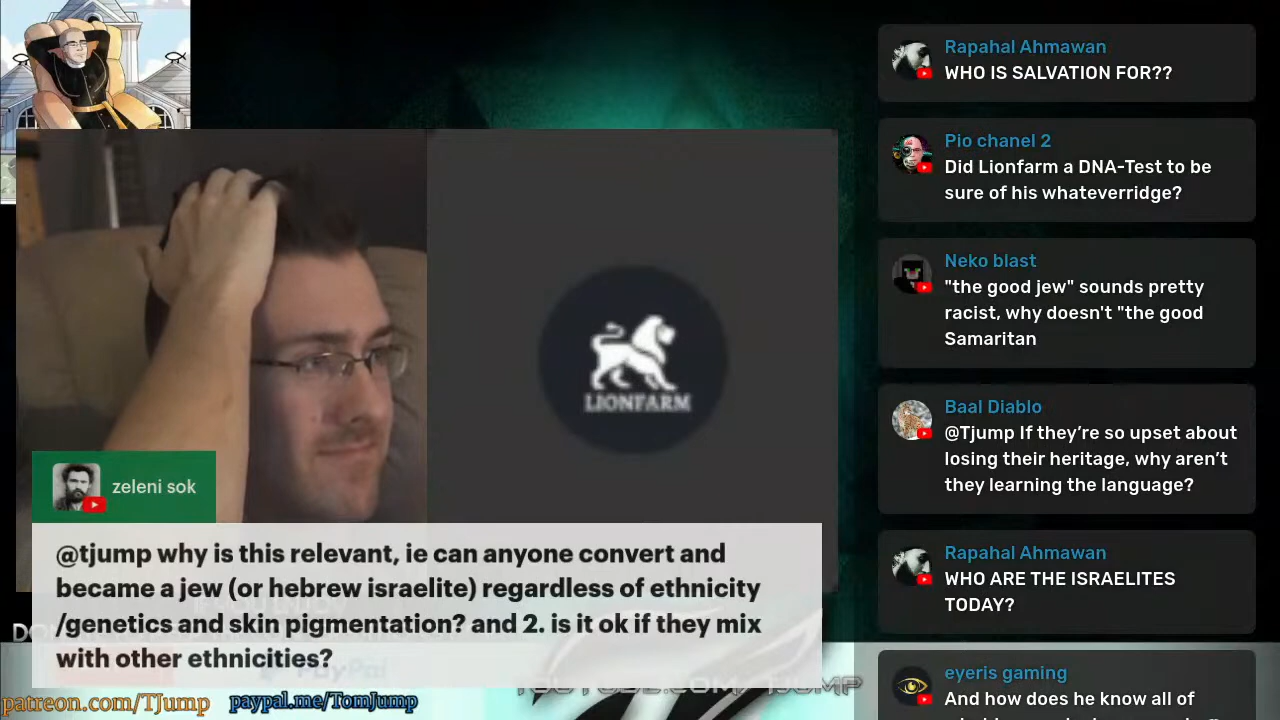 Rapahal Ahmawan
WHO IS SALVATION FOR??
Pio chanel 2
Did Lionfarm a DNA-Test to be
sure of his whateverridge?
Neko blast
"the good jew" sounds pretty
racist, why doesn't "the good
Samaritan
Baal Diablo
@Tjump If they’re so upset about
losing their heritage, why aren’t
they learning the language?
Rapahal Ahmawan
WHO ARE THE ISRAELITES
TODAY?
eyeris gaming
And how does he know all of
LIONFARM
zeleni sok
@tjump why is this relevant, ie can anyone convert and
became a jew (or hebrew israelite) regardless of ethnicity
/genetics and skin pigmentation? and 2. is it ok if they mix
with other ethnicities?
YOUTUBE.COM/TJUMP
patreon.com/TJump
paypal.me/TomJump